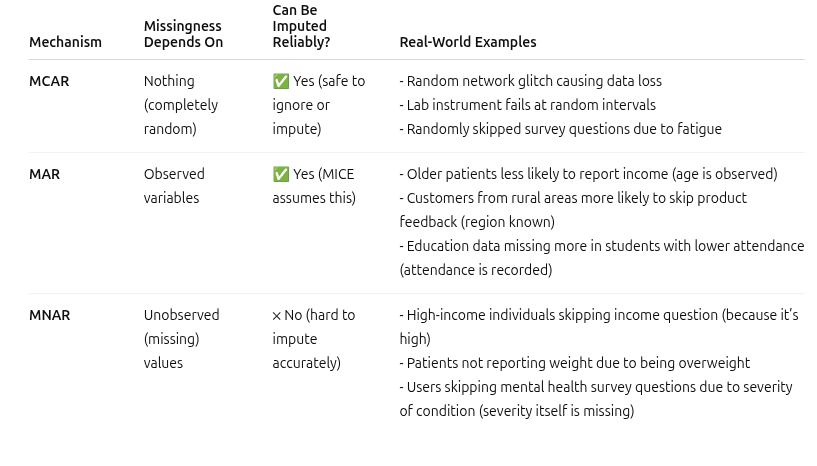 Mechanism
Missingness
Depends On
Can Be
Imputed
Reliably?
Real-World Examples
MCAR
Nothing
(completely
random)
✅ Yes (safe to
ignore or
impute)
- Random network glitch causing data loss
- Lab instrument fails at random intervals
- Randomly skipped survey questions due to fatigue
MAR
Observed
variables
✅ Yes (MICE
assumes this)
- Older patients less likely to report income (age is observed)
- Customers from rural areas more likely to skip product
feedback (region known)
- Education data missing more in students with lower attendance
(attendance is recorded)
MNAR
Unobserved
(missing)
values
× No (hard to
impute
accurately)
- High-income individuals skipping income question (because it’s
high)
- Patients not reporting weight due to being overweight
- Users skipping mental health survey questions due to severity
of condition (severity itself is missing)